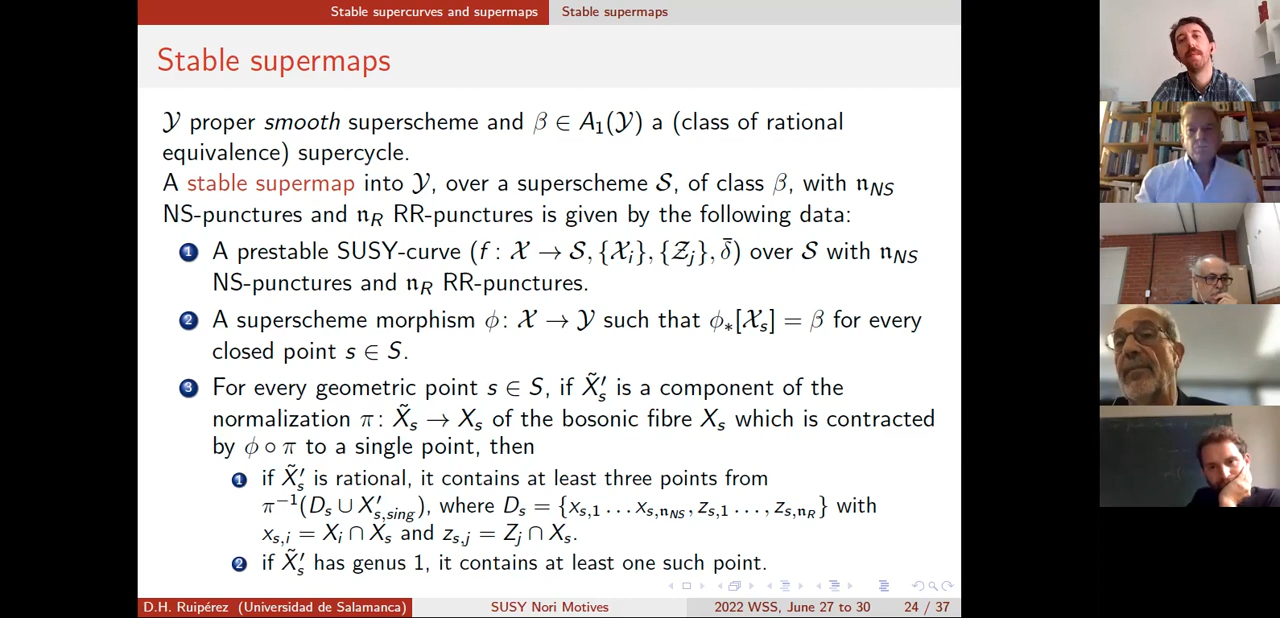 Stable supercurves and supermaps Stable supermaps
Stable supermaps
𝒴 proper smooth superscheme and β ∈ A₁(𝒴) a (class of rational
equivalence) supercycle.
A stable supermap into 𝒴, over a superscheme 𝒮, of class β, with 𝔫_NS
NS-punctures and 𝔫_R RR-punctures is given by the following data:
1 A prestable SUSY-curve (f : 𝒳 → 𝒮, {𝒳_i}, {𝒵_j}, δ̄) over 𝒮 with 𝔫_NS
NS-punctures and 𝔫_R RR-punctures.
2 A superscheme morphism ϕ: 𝒳 → 𝒴 such that ϕ_*[𝒳_s] = β for every
closed point s ∈ S.
3 For every geometric point s ∈ S, if X̃′_s is a component of the
normalization π: X̃_s → X_s of the bosonic fibre X_s which is contracted
by ϕ ∘ π to a single point, then
1 if X̃′_s is rational, it contains at least three points from
π⁻¹(D_s ∪ X′_s,sing), where D_s = {x_s,1 … x_s,𝔫_NS, z_s,1 …, z_s,𝔫_R} with
x_s,i = X_i ∩ X_s and z_s,j = Z_j ∩ X_s.
2 if X̃′_s has genus 1, it contains at least one such point.
D.H. Ruipérez (Universidad de Salamanca) SUSY Nori Motives 2022 WSS, June 27 to 30 24 / 37